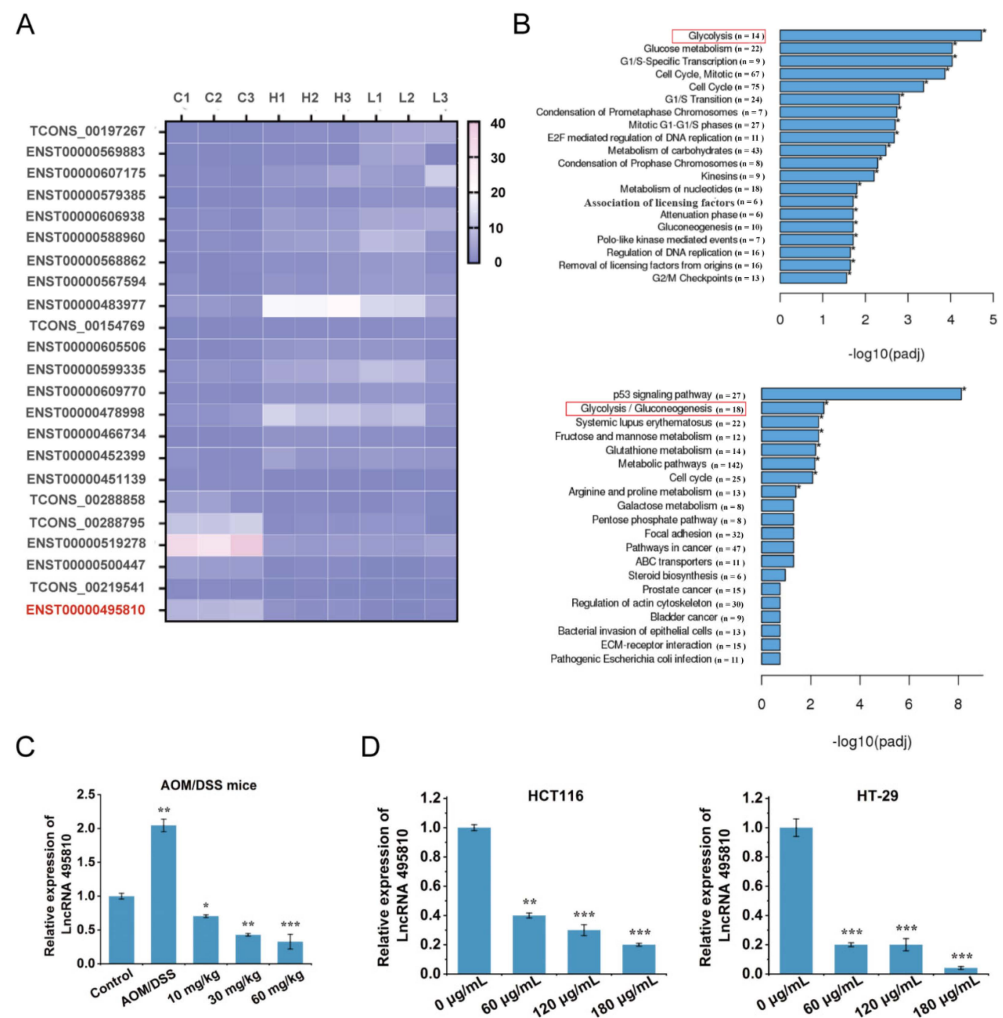 A
C1 C2 C3 H1 H2 H3 L1 L2 L3
TCONS_00197267
ENST00000569883
ENST00000607175
ENST00000579385
ENST00000606938
ENST00000588960
ENST00000568862
ENST00000567594
ENST00000483977
TCONS_00154769
ENST00000605506
ENST00000599335
ENST00000609770
ENST00000478998
ENST00000466734
ENST00000452399
ENST00000451139
TCONS_00288858
TCONS_00288795
ENST00000519278
ENST00000500447
TCONS_00219541
ENST00000495810
40
30
20
10
0
B
Glycolysis (n = 14) *
Glucose metabolism (n = 22) *
G1/S-Specific Transcription (n = 9) *
Cell Cycle, Mitotic (n = 67) *
Cell Cycle (n = 75) *
G1/S Transition (n = 24) *
Condensation of Prometaphase Chromosomes (n = 7) *
Mitotic G1-G1/S phases (n = 27) *
E2F mediated regulation of DNA replication (n = 11) *
Metabolism of carbohydrates (n = 43) *
Condensation of Prophase Chromosomes (n = 8) *
Kinesins (n = 9) *
Metabolism of nucleotides (n = 18) *
Association of licensing factors (n = 6) *
Attenuation phase (n = 6) *
Gluconeogenesis (n = 10) *
Polo-like kinase mediated events (n = 7) *
Regulation of DNA replication (n = 16) *
Removal of licensing factors from origins (n = 16) *
G2/M Checkpoints (n = 13) *
0 1 2 3 4 5
-log10(padj)
p53 signaling pathway (n = 27) *
Glycolysis / Gluconeogenesis (n = 18) *
Systemic lupus erythematosus (n = 22) *
Fructose and mannose metabolism (n = 12) *
Glutathione metabolism (n = 14) *
Metabolic pathways (n = 142) *
Cell cycle (n = 25) *
Arginine and proline metabolism (n = 13) *
Galactose metabolism (n = 8)
Pentose phosphate pathway (n = 8)
Focal adhesion (n = 32)
Pathways in cancer (n = 47)
ABC transporters (n = 11)
Steroid biosynthesis (n = 6)
Prostate cancer (n = 15)
Regulation of actin cytoskeleton (n = 30)
Bladder cancer (n = 9)
Bacterial invasion of epithelial cells (n = 13)
ECM-receptor interaction (n = 15)
Pathogenic Escherichia coli infection (n = 11)
0 2 4 6 8
-log10(padj)
C
AOM/DSS mice
Relative expression of
LncRNA 495810
2.5
2.0
1.5
1.0
0.5
0.0
** * ** ***
Control AOM/DSS 10 mg/kg 30 mg/kg 60 mg/kg
D
HCT116
Relative expression of
LncRNA 495810
1.2
1.0
0.8
0.6
0.4
0.2
0.0
** *** ***
0 µg/mL 60 µg/mL 120 µg/mL 180 µg/mL
HT-29
Relative expression of
LncRNA 495810
1.2
1.0
0.8
0.6
0.4
0.2
0.0
*** *** ***
0 µg/mL 60 µg/mL 120 µg/mL 180 µg/mL